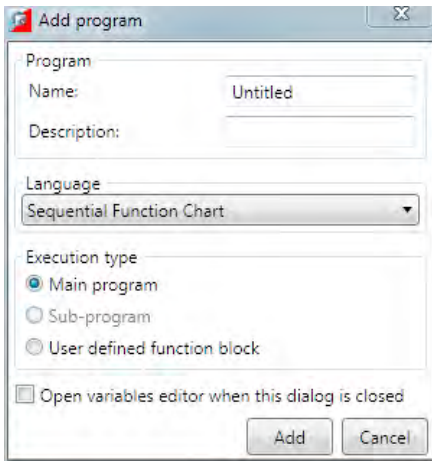 Add program
Program
Name: Untitled
Description:
Language
Sequential Function Chart
Execution type
Main program
Sub-program
User defined function block
Open variables editor when this dialog is closed
Add Cancel